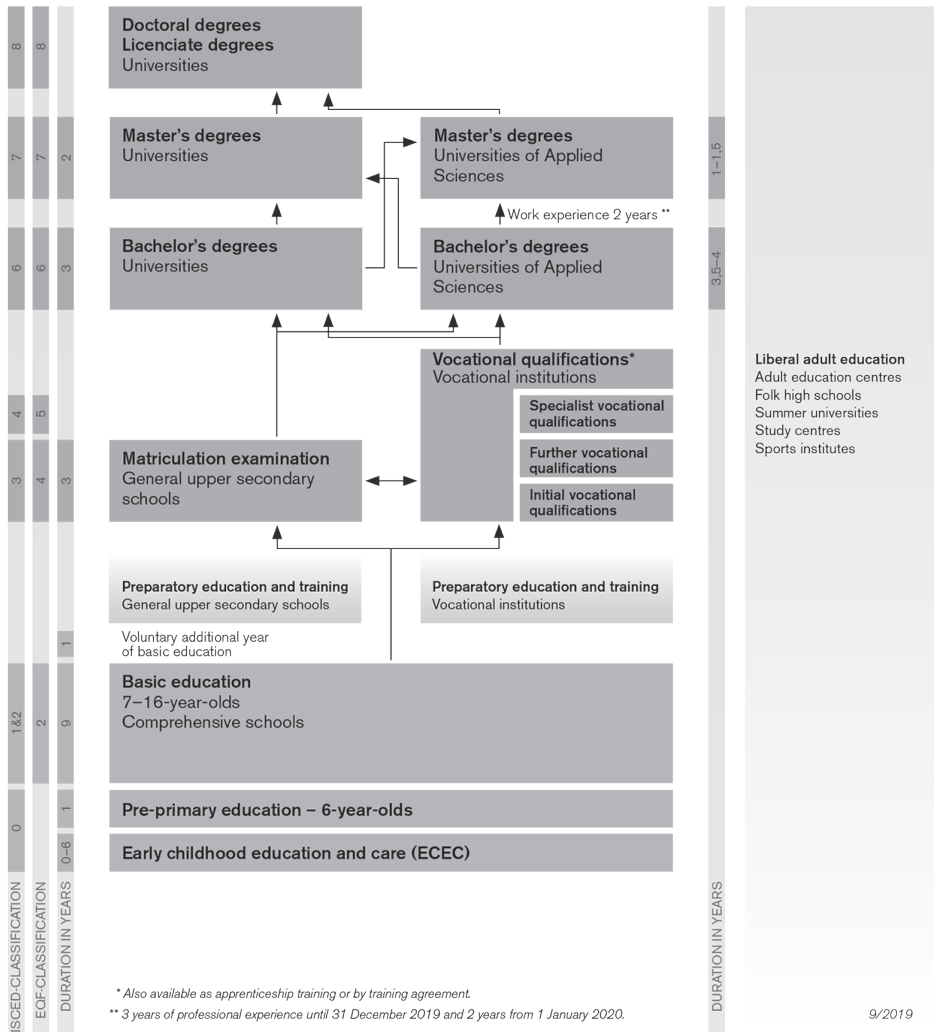 Doctoral degrees
Licenciate degrees
Universities
8
8
Master's degrees
Universities
Master's degrees
Universities of Applied
Sciences
7
7
2
1–1,5
Work experience 2 years **
Bachelor's degrees
Universities
Bachelor's degrees
Universities of Applied
Sciences
6
6
3
3,5–4
Vocational qualifications*
Vocational institutions
Specialist vocational
qualifications
Further vocational
qualifications
Initial vocational
qualifications
4
5
Matriculation examination
General upper secondary
schools
3
4
3
Preparatory education and training
General upper secondary schools
Preparatory education and training
Vocational institutions
Voluntary additional year
of basic education
1
Basic education
7–16-year-olds
Comprehensive schools
1&2
2
9
Pre-primary education – 6-year-olds
0
1
Early childhood education and care (ECEC)
0–6
ISCED-CLASSIFICATION
EQF-CLASSIFICATION
DURATION IN YEARS
DURATION IN YEARS
Liberal adult education
Adult education centres
Folk high schools
Summer universities
Study centres
Sports institutes
* Also available as apprenticeship training or by training agreement.
** 3 years of professional experience until 31 December 2019 and 2 years from 1 January 2020.
9/2019